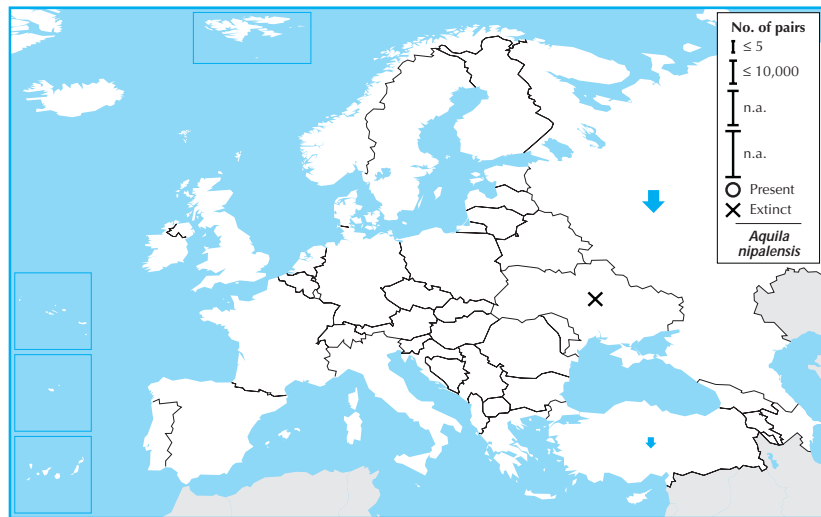 No. of pairs
≤ 5
≤ 10,000
n.a.
n.a.
Present
Extinct
Aquila
nipalensis